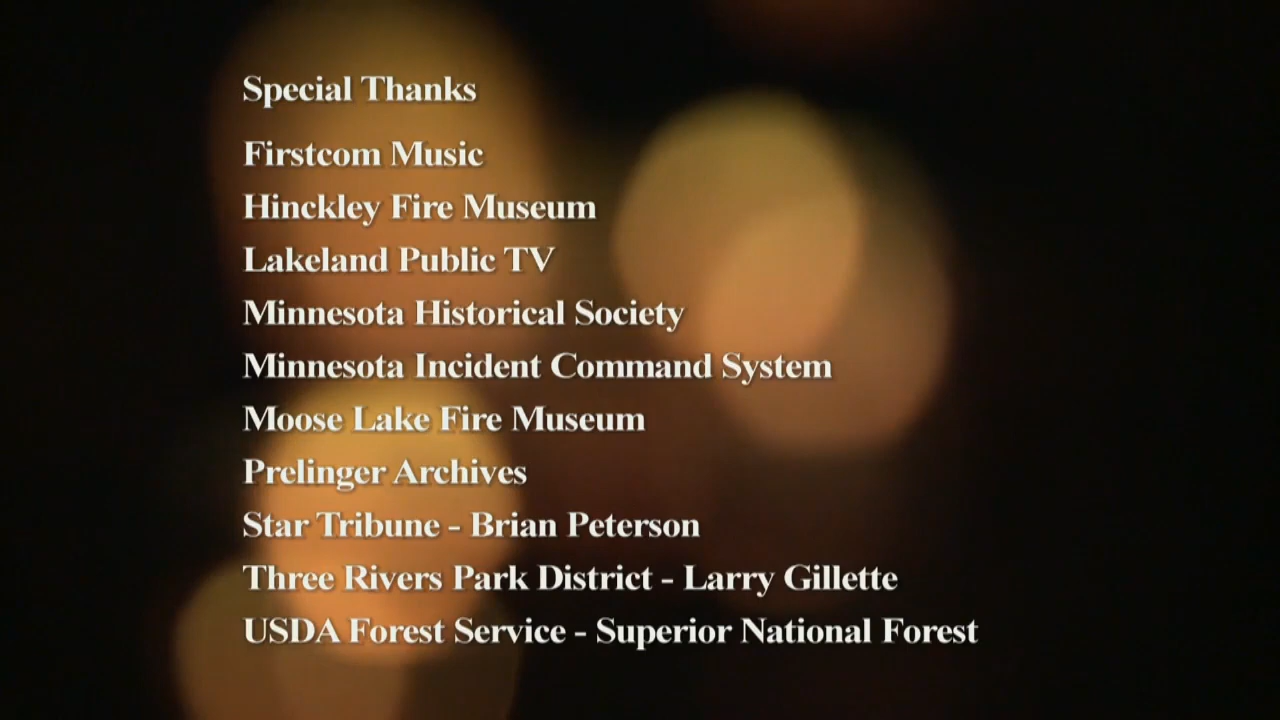 Special Thanks
Firstcom Music
Hinckley Fire Museum
Lakeland Public TV
Minnesota Historical Society
Minnesota Incident Command System
Moose Lake Fire Museum
Prelinger Archives
Star Tribune - Brian Peterson
Three Rivers Park District - Larry Gillette
USDA Forest Service - Superior National Forest